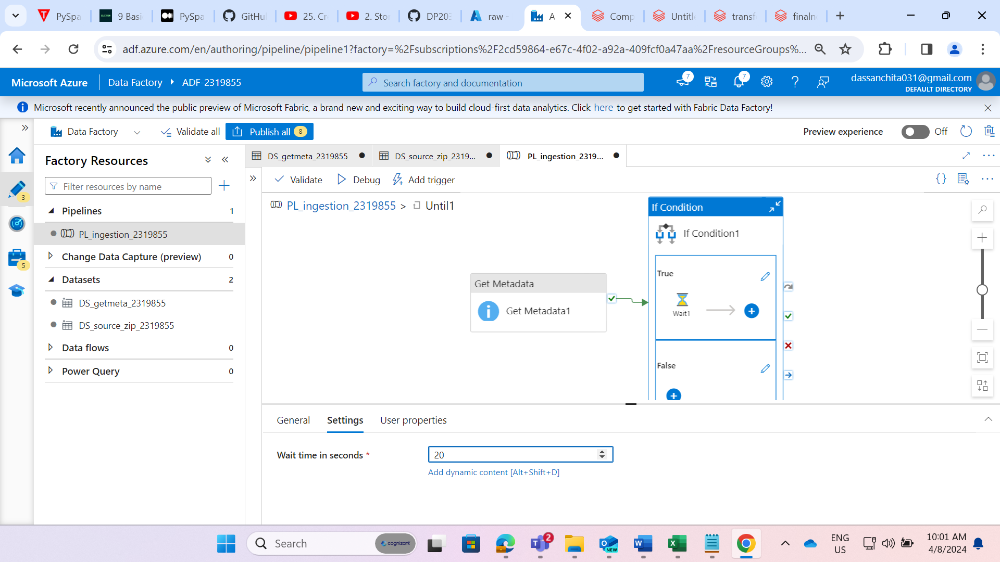 PySpa
9 Basi
PySpa
GitHu
25. Cr
2. Stor
DP203
raw -
A
Comp
Untitle
transfo
finalno
adf.azure.com/en/authoring/pipeline/pipeline1?factory=%2Fsubscriptions%2F2cd59864-e67c-4f02-a92a-409fcf0a47aa%2FresourceGroups%...
Microsoft Azure
Data Factory
ADF-2319855
Search factory and documentation
7
7
dassanchita031@gmail.com
DEFAULT DIRECTORY
Microsoft recently announced the public preview of Microsoft Fabric, a brand new and exciting way to build cloud-first data analytics. Click here to get started with Fabric Data Factory!
Data Factory
Validate all
Publish all 8
Preview experience
Off
Factory Resources
DS_getmeta_2319855
DS_source_zip_2319...
PL_ingestion_2319...
Filter resources by name
Validate
Debug
Add trigger
3
5
Pipelines 1
PL_ingestion_2319855
Change Data Capture (preview) 0
Datasets 2
DS_getmeta_2319855
DS_source_zip_2319855
Data flows 0
Power Query 0
PL_ingestion_2319855 > Until1
If Condition
If Condition1
True
Wait1
False
Get Metadata
Get Metadata1
General
Settings
User properties
Wait time in seconds *
20
Add dynamic content [Alt+Shift+D]
Search
cognizant
2
NEW
ENG
US
10:01 AM
4/8/2024